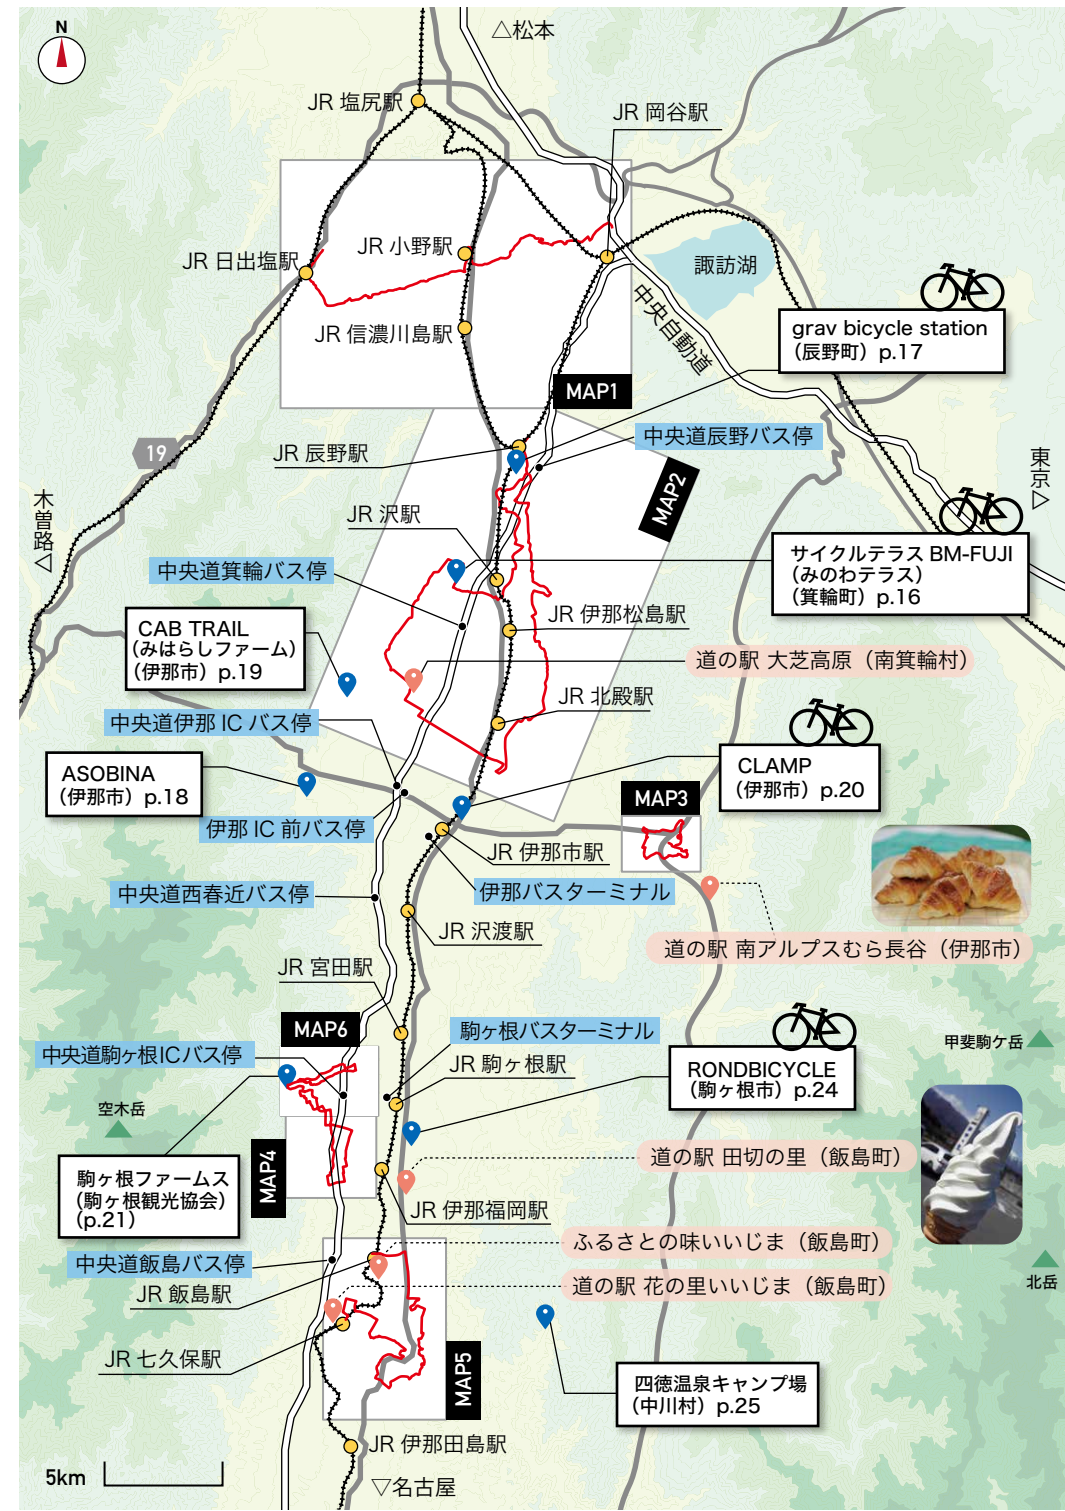 N
△松本
JR 塩尻駅
JR 岡谷駅
JR 小野駅
JR 日出塩駅
諏訪湖
中央自動道
JR 信濃川島駅
grav bicycle station
（辰野町）p.17
MAP1
中央道辰野バス停
JR 辰野駅
19
MAP2
東京▷
木曽路◁
JR 沢駅
サイクルテラス BM-FUJI
（みのわテラス）
（箕輪町）p.16
中央道箕輪バス停
JR 伊那松島駅
CAB TRAIL
（みはらしファーム）
（伊那市）p.19
道の駅 大芝高原（南箕輪村）
JR 北殿駅
中央道伊那 IC バス停
ASOBINA
（伊那市）p.18
CLAMP
（伊那市）p.20
MAP3
伊那 IC 前バス停
JR 伊那市駅
中央道西春近バス停
伊那バスターミナル
JR 沢渡駅
道の駅 南アルプスむら長谷（伊那市）
JR 宮田駅
MAP6
駒ヶ根バスターミナル
中央道駒ヶ根ICバス停
JR 駒ヶ根駅
甲斐駒ケ岳
RONDBICYCLE
（駒ヶ根市）p.24
空木岳
MAP4
道の駅 田切の里（飯島町）
駒ヶ根ファームス
（駒ヶ根観光協会）
（p.21）
JR 伊那福岡駅
ふるさとの味いいじま（飯島町）
中央道飯島バス停
北岳
道の駅 花の里いいじま（飯島町）
JR 飯島駅
JR 七久保駅
MAP5
四徳温泉キャンプ場
（中川村）p.25
JR 伊那田島駅
5km
▽名古屋